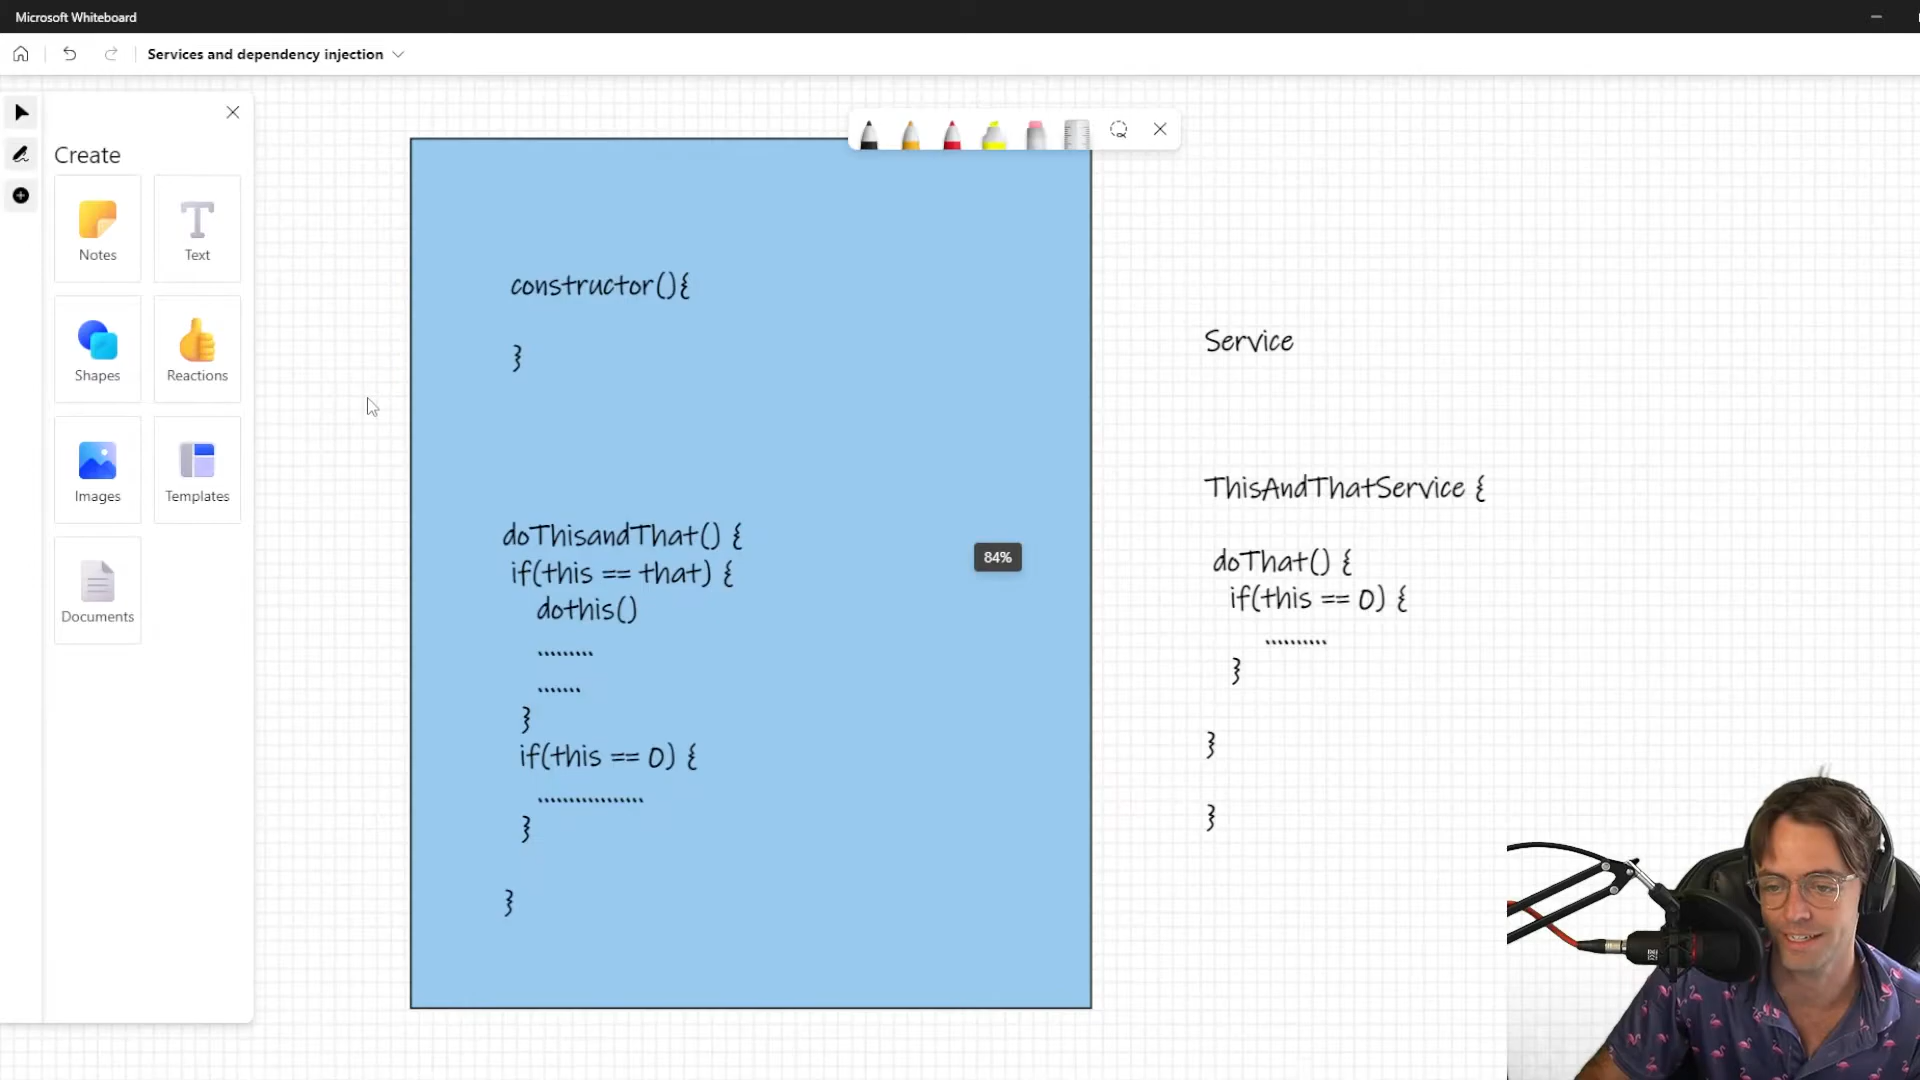 Microsoft Whiteboard
Services and dependency injection
Create
Notes
Text
Shapes
Reactions
Images
Templates
Documents
constructor(){
}
doThisandThat() {
if(this == that) {
dothis()
.........
.......
}
if(this == 0) {
.................
}
}
84%
Service
ThisAndThatService {
doThat() {
if(this == 0) {
..........
}
}
}